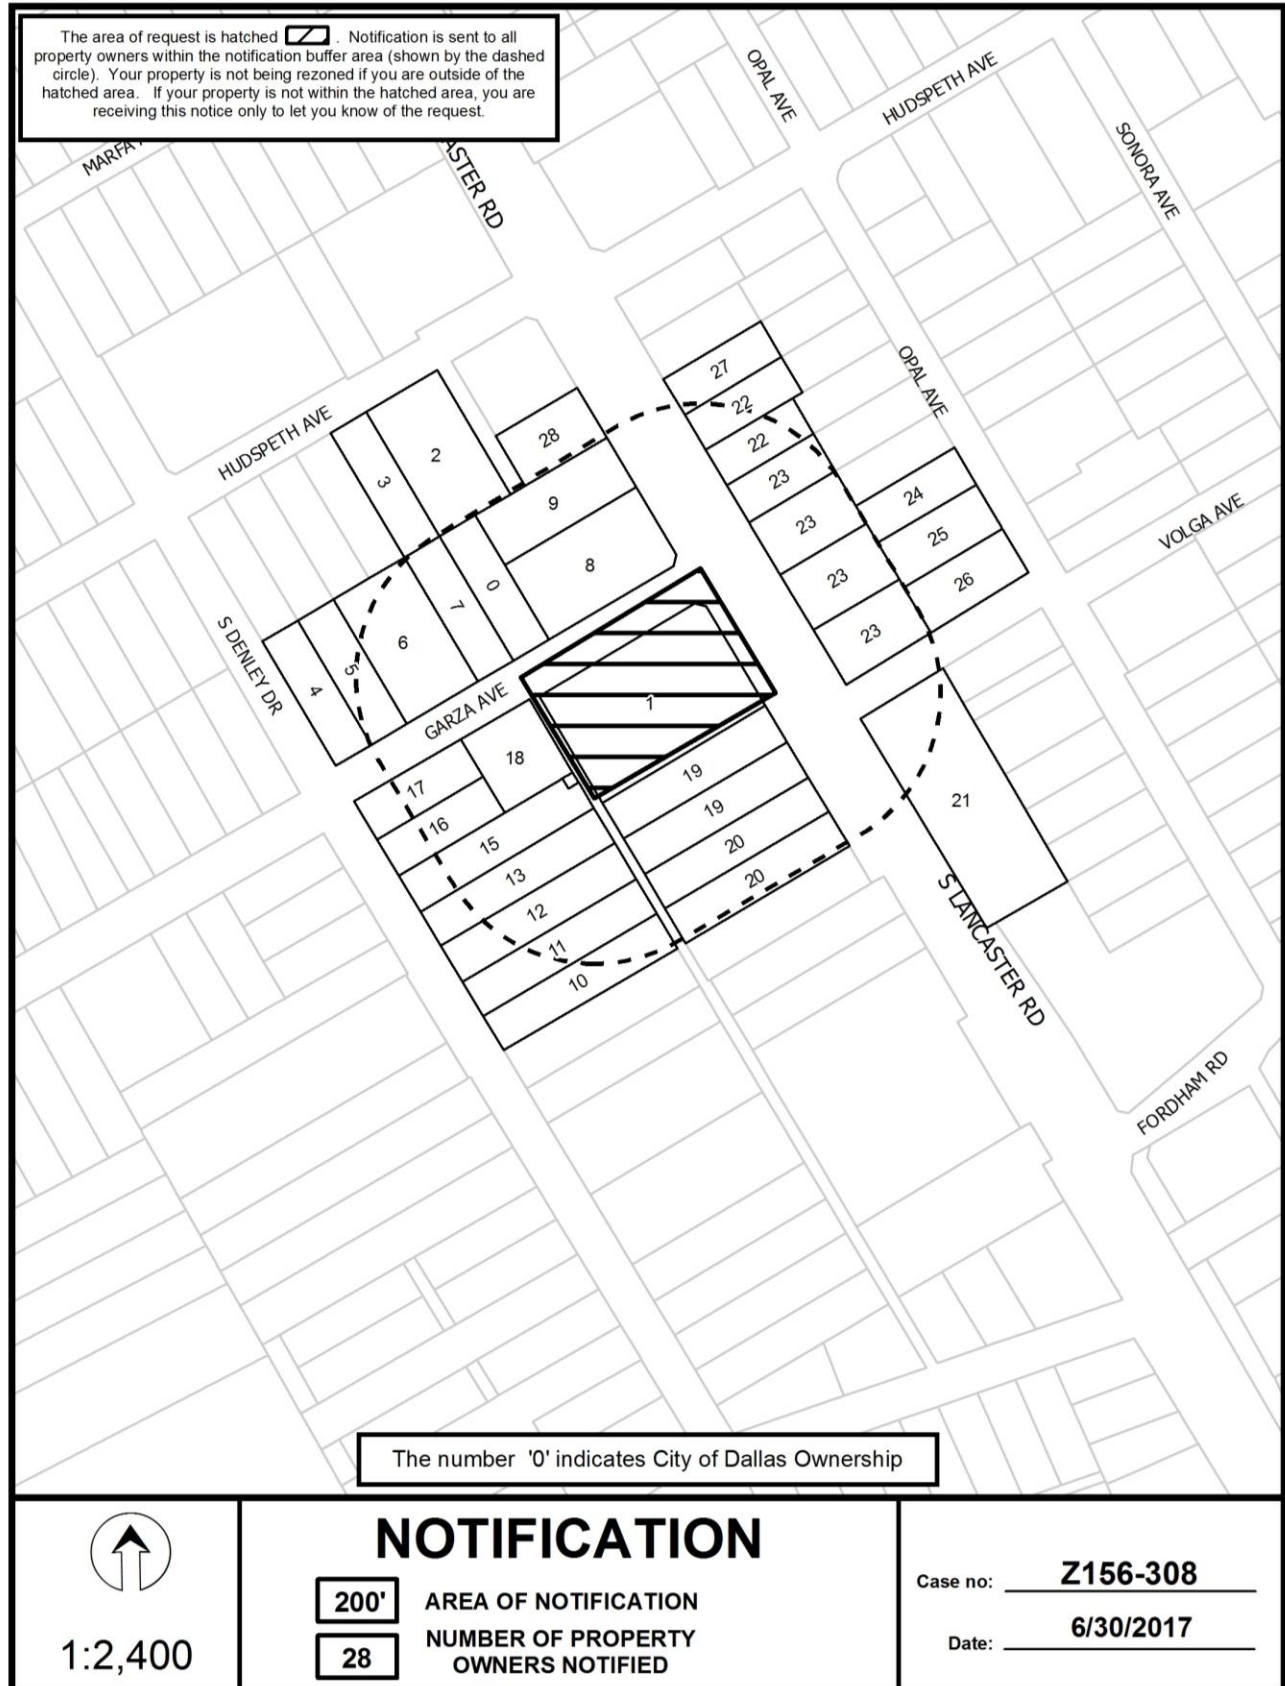 The area of request is hatched . Notification is sent to all
property owners within the notification buffer area (shown by the dashed
circle). Your property is not being rezoned if you are outside of the
hatched area. If your property is not within the hatched area, you are
receiving this notice only to let you know of the request.
OPAL AVE
HUDSPETH AVE
SONORA AVE
MARFA
ASTER RD
OPAL AVE
HUDSPETH AVE
VOLGA AVE
S DENLEY DR
GARZA AVE
S LANCASTER RD
FORDHAM RD
27
22
22
23
23
23
23
24
25
26
28
2
3
9
8
0
7
6
5
4
1
18
17
16
15
13
12
11
10
19
19
20
20
21
The number '0' indicates City of Dallas Ownership
1:2,400
NOTIFICATION
200' AREA OF NOTIFICATION
28 NUMBER OF PROPERTY
OWNERS NOTIFIED
Case no: Z156-308
Date: 6/30/2017